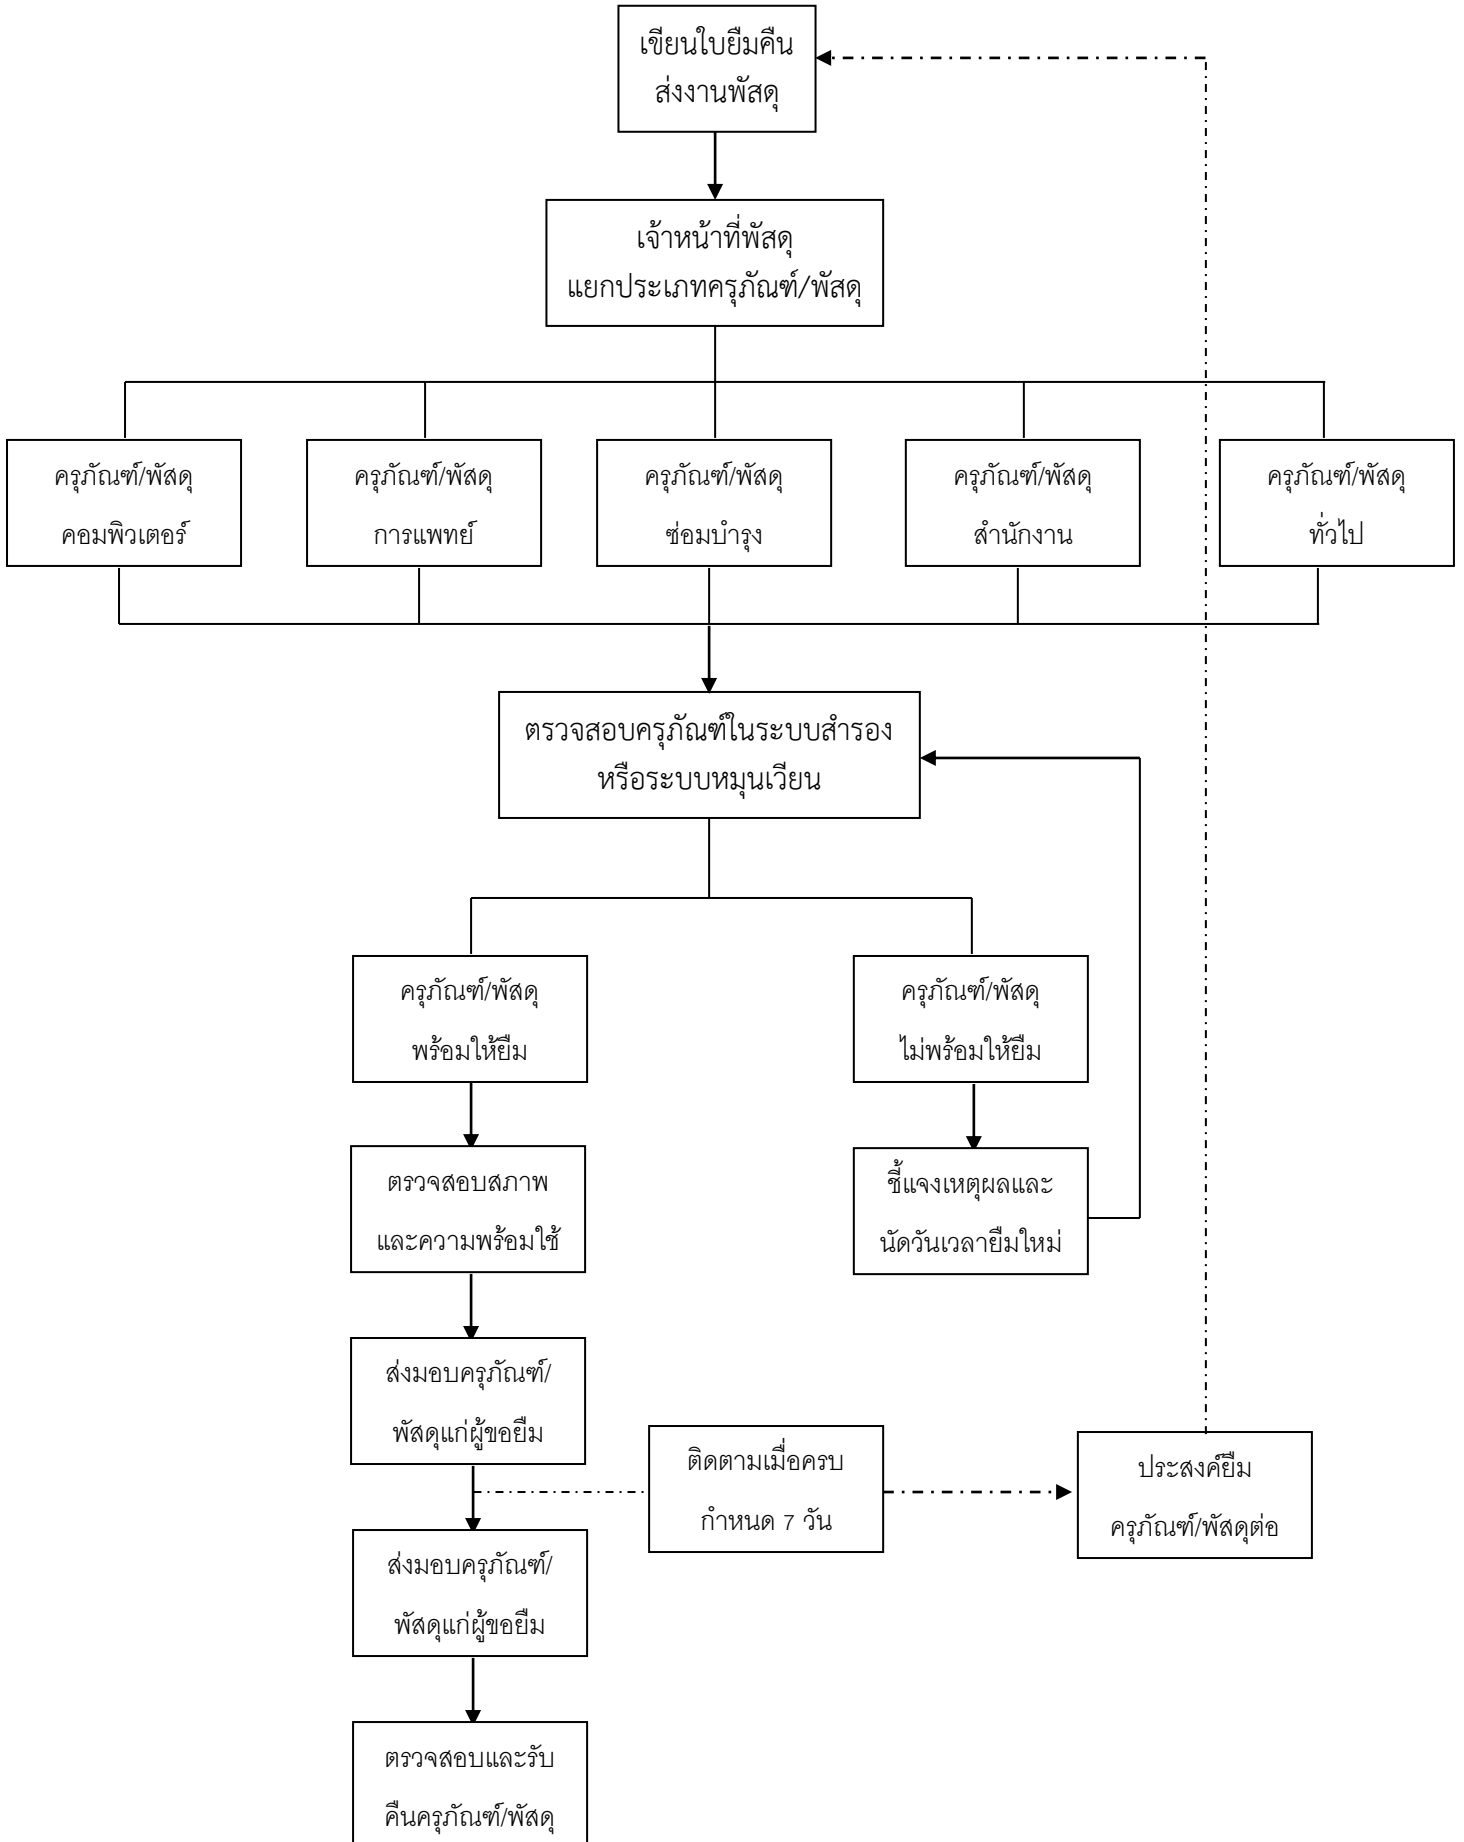 เขียนใบยืมคืน
ส่งงานพัสดุ
เจ้าหน้าที่พัสดุ
แยกประเภทครุภัณฑ์/พัสดุ
ครุภัณฑ์/พัสดุ
คอมพิวเตอร์
ครุภัณฑ์/พัสดุ
การแพทย์
ครุภัณฑ์/พัสดุ
ซ่อมบำรุง
ครุภัณฑ์/พัสดุ
สำนักงาน
ครุภัณฑ์/พัสดุ
ทั่วไป
ตรวจสอบครุภัณฑ์ในระบบสำรอง
หรือระบบหมุนเวียน
ครุภัณฑ์/พัสดุ
พร้อมให้ยืม
ครุภัณฑ์/พัสดุ
ไม่พร้อมให้ยืม
ตรวจสอบสภาพ
และความพร้อมใช้
ชี้แจงเหตุผลและ
นัดวันเวลายืมใหม่
ส่งมอบครุภัณฑ์/
พัสดุแก่ผู้ขอยืม
ติดตามเมื่อครบ
กำหนด 7 วัน
ประสงค์ยืม
ครุภัณฑ์/พัสดุต่อ
ส่งมอบครุภัณฑ์/
พัสดุแก่ผู้ขอยืม
ตรวจสอบและรับ
คืนครุภัณฑ์/พัสดุ